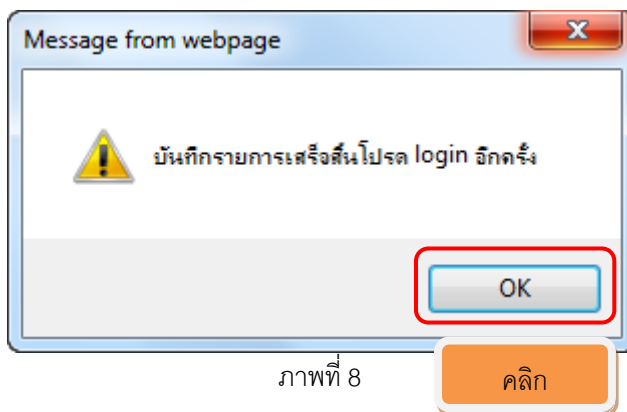 Message from webpage
บันทึกรายการเสร็จสิ้นโปรด login อีกครั้ง
OK
ภาพที่ 8
คลิก